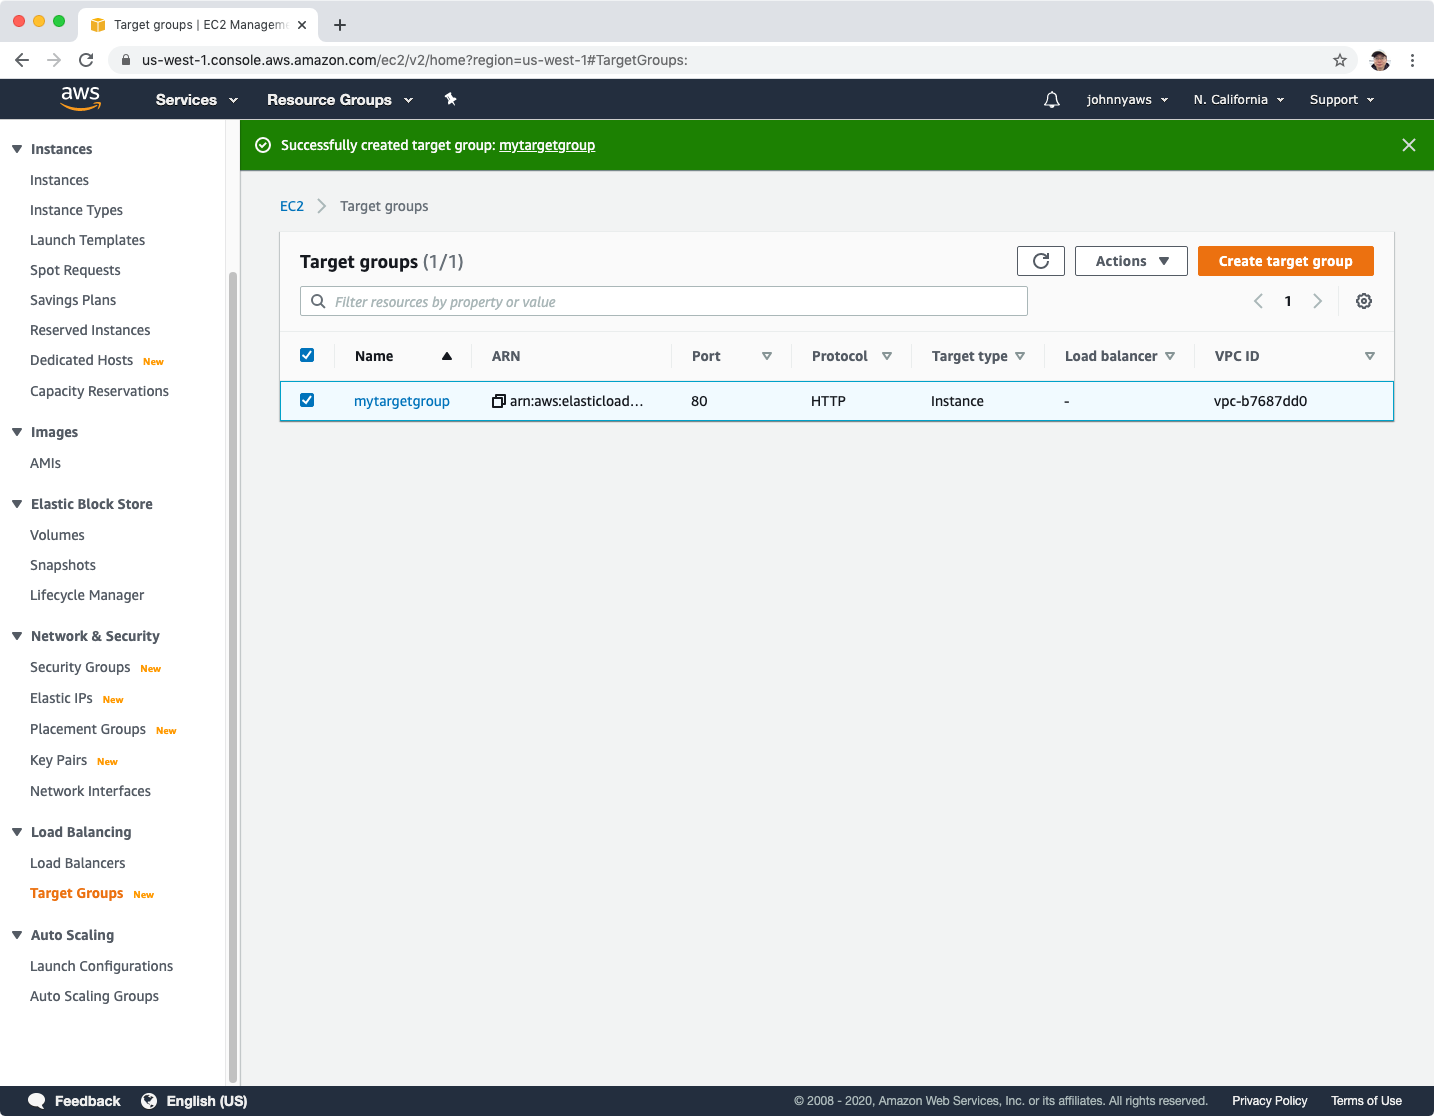 Target groups | EC2 Manageme
us-west-1.console.aws.amazon.com/ec2/v2/home?region=us-west-1#TargetGroups:
aws Services Resource Groups johnnyaws N. California Support
Successfully created target group: mytargetgroup
Instances
Instances
Instance Types
Launch Templates
Spot Requests
Savings Plans
Reserved Instances
Dedicated Hosts New
Capacity Reservations
Images
AMIs
Elastic Block Store
Volumes
Snapshots
Lifecycle Manager
Network & Security
Security Groups New
Elastic IPs New
Placement Groups New
Key Pairs New
Network Interfaces
Load Balancing
Load Balancers
Target Groups New
Auto Scaling
Launch Configurations
Auto Scaling Groups
EC2 Target groups
Target groups (1/1) Actions Create target group
Filter resources by property or value 1
Name ARN Port Protocol Target type Load balancer VPC ID
mytargetgroup arn:aws:elasticload... 80 HTTP Instance - vpc-b7687dd0
Feedback English (US) © 2008 - 2020, Amazon Web Services, Inc. or its affiliates. All rights reserved. Privacy Policy Terms of Use